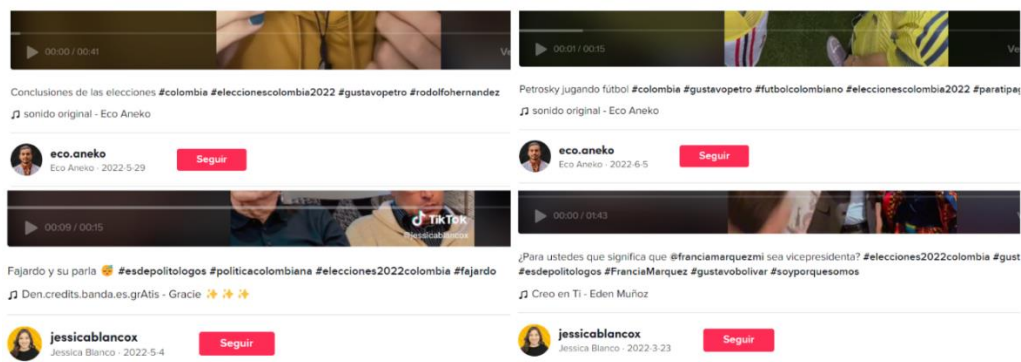 00:00 / 00:41
Conclusiones de las elecciones #colombia #eleccionescolombia2022 #gustavopetro #rodolfohernandez
♫ sonido original - Eco Aneko
eco.aneko
Eco Aneko · 2022-5-29
Seguir
00:01 / 00:15
Petrosky jugando fútbol #colombia #gustavopetro #futbolcolombiano #eleccionescolombia2022 #paratipag
♫ sonido original - Eco Aneko
eco.aneko
Eco Aneko · 2022-6-5
Seguir
00:09 / 00:15
TikTok
@jessicablancox
Fajardo y su parla 😴 #esdepolitologos #politicacolombiana #elecciones2022colombia #fajardo
♫ Den.credits.banda.es.grAtis - Gracie ✨ ✨ ✨
jessicablancox
Jessica Blanco · 2022-5-4
Seguir
00:00 / 01:43
¿Para ustedes que significa que @franciamarquezmi sea vicepresidenta? #elecciones2022colombia #gust
#esdepolitologos #FranciaMarquez #gustavobolivar #soyporquesomos
♫ Creo en Ti - Eden Muñoz
jessicablancox
Jessica Blanco · 2022-3-23
Seguir